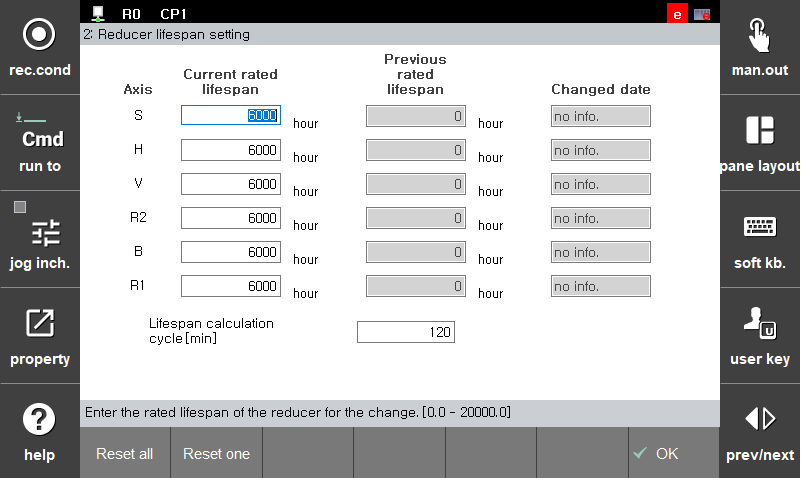 R0 CP1
e
2: Reducer lifespan setting
rec.cond
Cmd
run to
jog inch.
property
help
Axis
Current rated
lifespan
Previous
rated
lifespan
Changed date
S 6000 hour 0 hour no info.
H 6000 hour 0 hour no info.
V 6000 hour 0 hour no info.
R2 6000 hour 0 hour no info.
B 6000 hour 0 hour no info.
R1 6000 hour 0 hour no info.
Lifespan calculation
cycle[min]
120
Enter the rated lifespan of the reducer for the change. [0.0 - 20000.0]
Reset all
Reset one
OK
man.out
pane layout
soft kb.
U
user key
prev/next